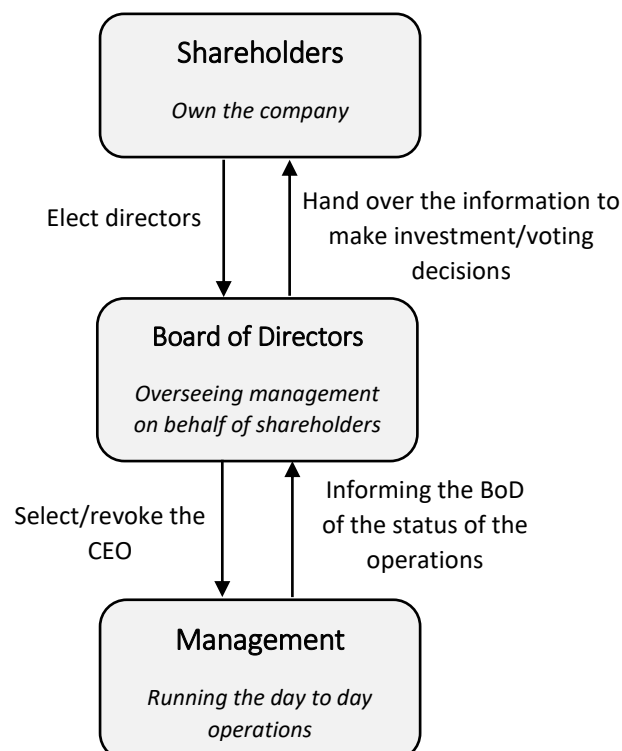 Shareholders
Own the company
Elect directors
Hand over the information to
make investment/voting
decisions
Board of Directors
Overseeing management
on behalf of shareholders
Select/revoke the
CEO
Informing the BoD
of the status of the
operations
Management
Running the day to day
operations